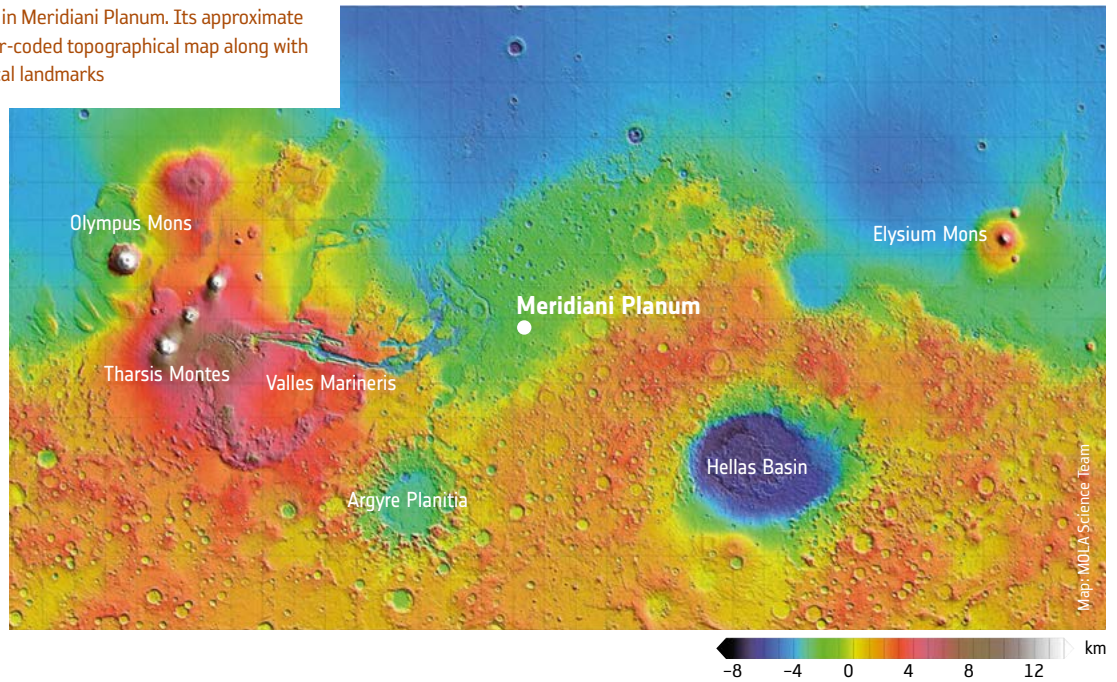 in Meridiani Planum. Its approximate
r-coded topographical map along with
al landmarks
Olympus Mons
Elysium Mons
Meridiani Planum
Tharsis Montes
Valles Marineris
Hellas Basin
Argyre Planitia
Map: MOLA Science Team
km
–8 –4 0 4 8 12